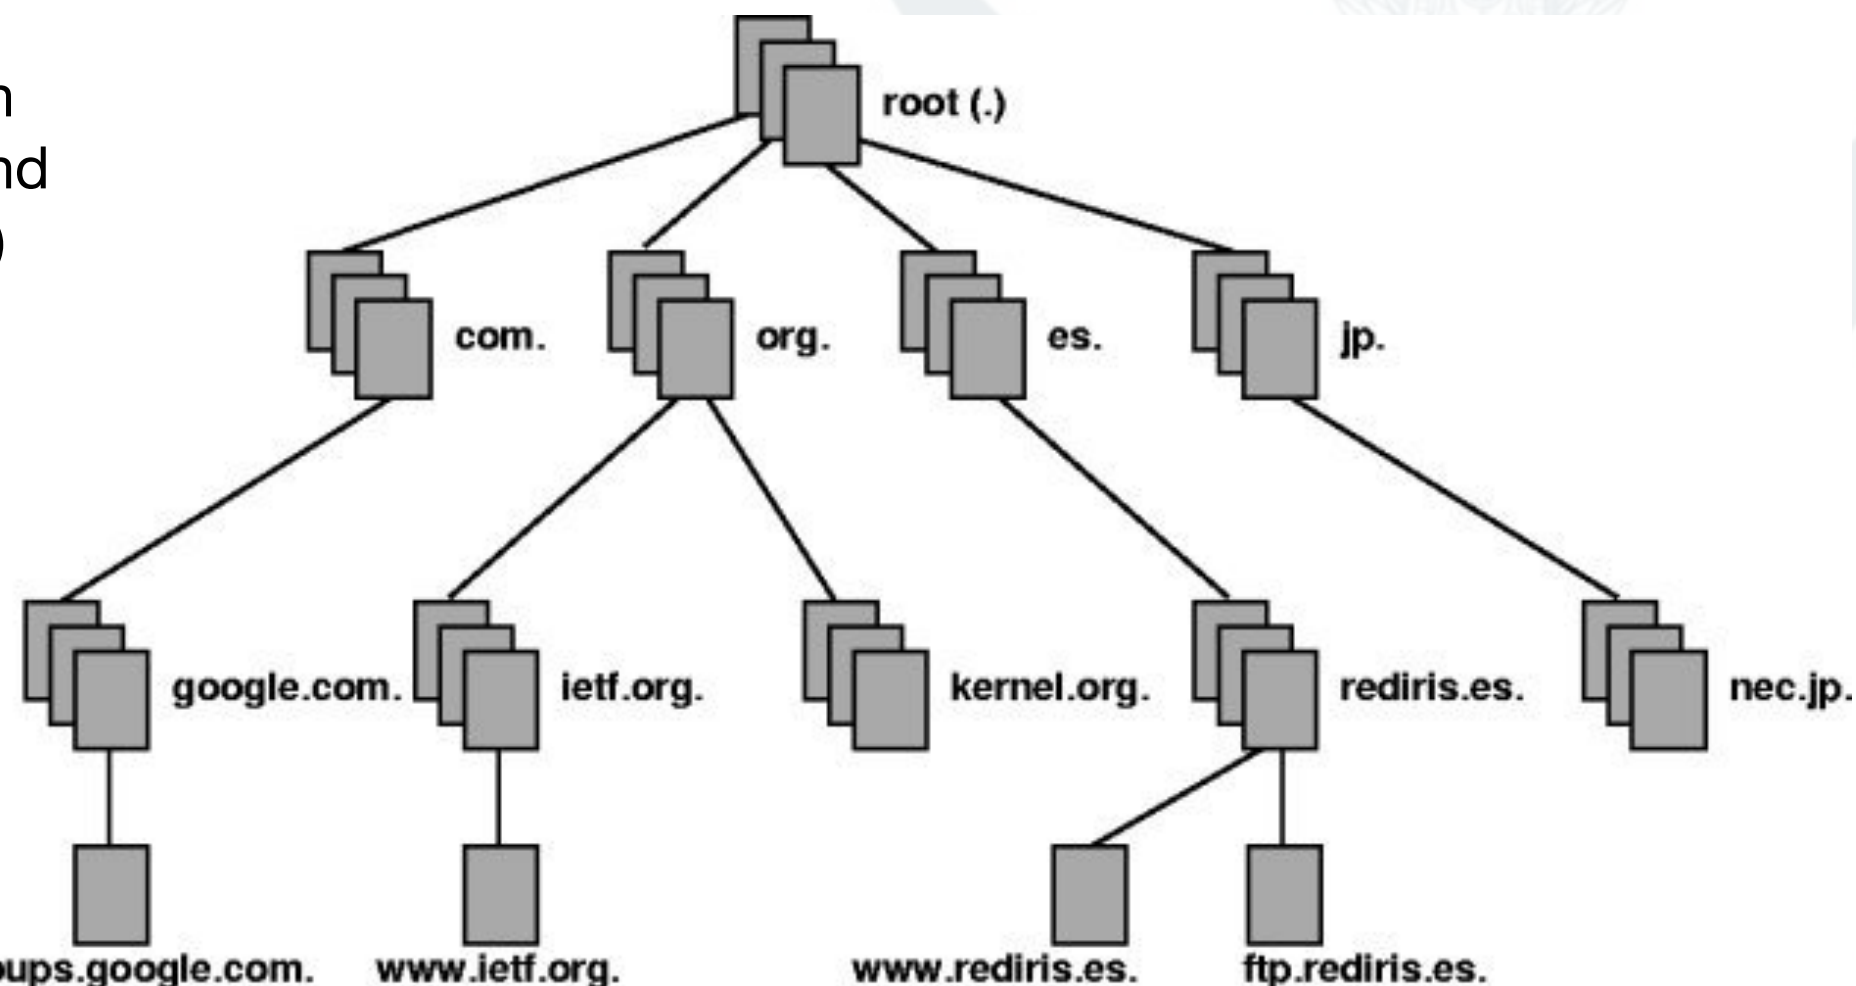 root (.)
com.
org.
es.
jp.
google.com.
ietf.org.
kernel.org.
rediris.es.
nec.jp.
www.ietf.org.
www.rediris.es.
ftp.rediris.es.